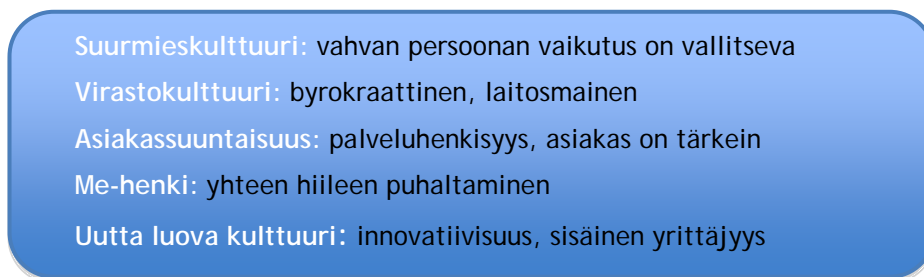 Suurmieskulttuuri: vahvan persoonan vaikutus on vallitseva
Virastokulttuuri: byrokraattinen, laitosmainen
Asiakassuuntaisuus: palveluhenkisyys, asiakas on tärkein
Me-henki: yhteen hiileen puhaltaminen
Uutta luova kulttuuri: innovatiivisuus, sisäinen yrittäjyys